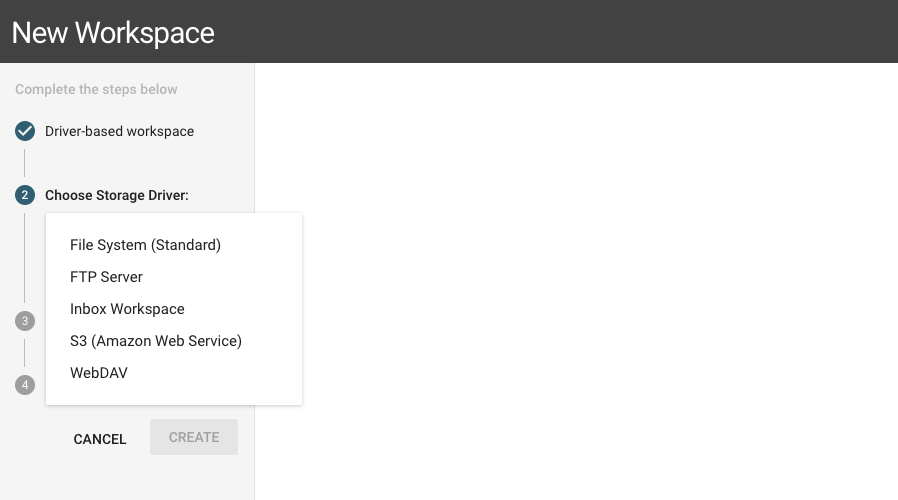 New Workspace
Complete the steps below
Driver-based workspace
2 Choose Storage Driver:
File System (Standard)
FTP Server
Inbox Workspace
3
S3 (Amazon Web Service)
WebDAV
4
CANCEL CREATE